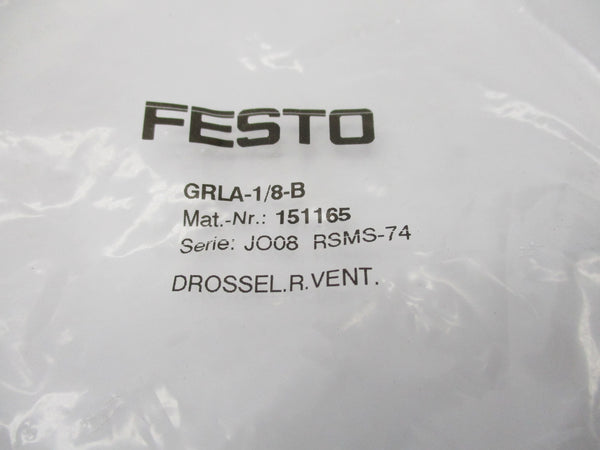 FESTO
GRLA-1/8-B
Mat.-Nr.: 151165
Serie: JO08 RSMS-74
DROSSEL.R.VENT.